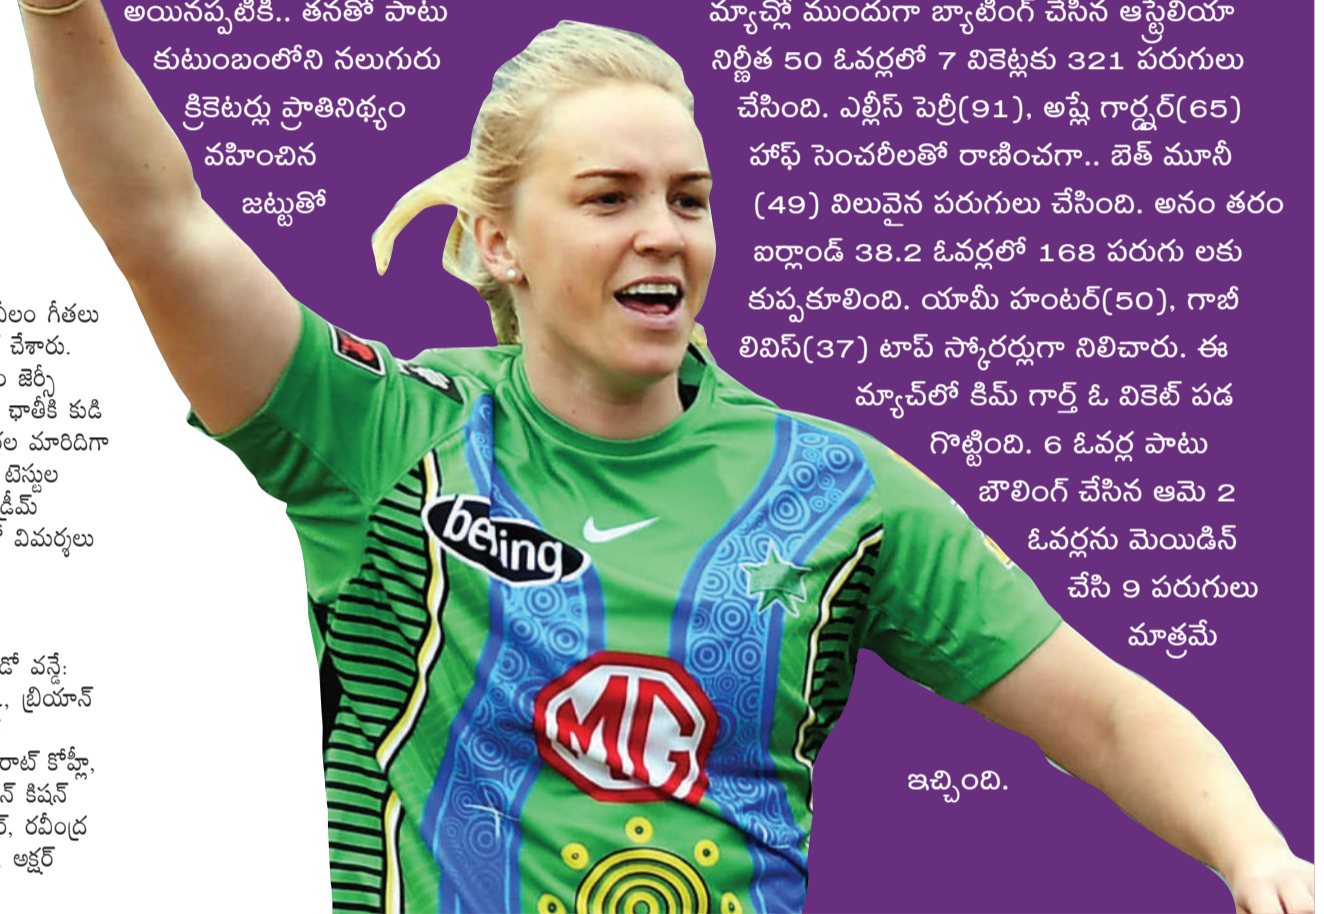 అయినప్పటికీ.. తనతో పాటు
కుటుంబంలోని నలుగురు
క్రికెటర్లు ప్రాతినిథ్యం
వహించిన
జట్టుతో
మ్యాచ్లో ముందుగా బ్యాటింగ్ చేసిన ఆస్ట్రేలియా
నిర్ణీత 50 ఓవర్లలో 7 వికెట్లకు 321 పరుగులు
చేసింది. ఎల్లీస్ పెర్రీ(91), అష్లే గార్డ్నర్(65)
హాఫ్ సెంచరీలతో రాణించగా.. బెత్ మూనీ
(49) విలువైన పరుగులు చేసింది. అనం తరం
ఐర్లాండ్ 38.2 ఓవర్లలో 168 పరుగు లకు
కుప్పకూలింది. యామీ హంటర్(50), గాబీ
లివిస్(37) టాప్ స్కోరర్లుగా నిలిచారు. ఈ
మ్యాచ్‌లో కిమ్ గార్త్ ఓ వికెట్ పడ
గొట్టింది. 6 ఓవర్ల పాటు
బౌలింగ్ చేసిన ఆమె 2
ఓవర్లను మెయిడిన్
చేసి 9 పరుగులు
మాత్రమే
ఇచ్చింది.
గీతలు
చేశారు.
జెర్సీ
ఛాతీకి కుడి
మారిదిగా
టెస్టుల
విమర్శలు
వన్డే:
బ్రియాన్
కోహ్లీ,
కిషన్
రవీంద్ర
అక్షర్
MG